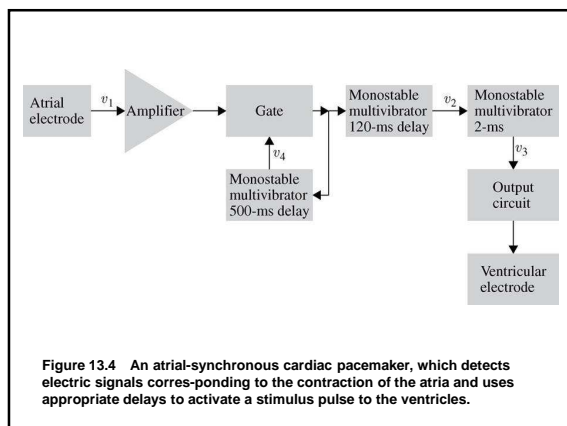 v1
Atrial
electrode
Amplifier
Gate
Monostable
multivibrator
120-ms delay
v2
Monostable
multivibrator
2-ms
v4
Monostable
multivibrator
500-ms delay
v3
Output
circuit
Ventricular
electrode
Figure 13.4 An atrial-synchronous cardiac pacemaker, which detects
electric signals corres-ponding to the contraction of the atria and uses
appropriate delays to activate a stimulus pulse to the ventricles.